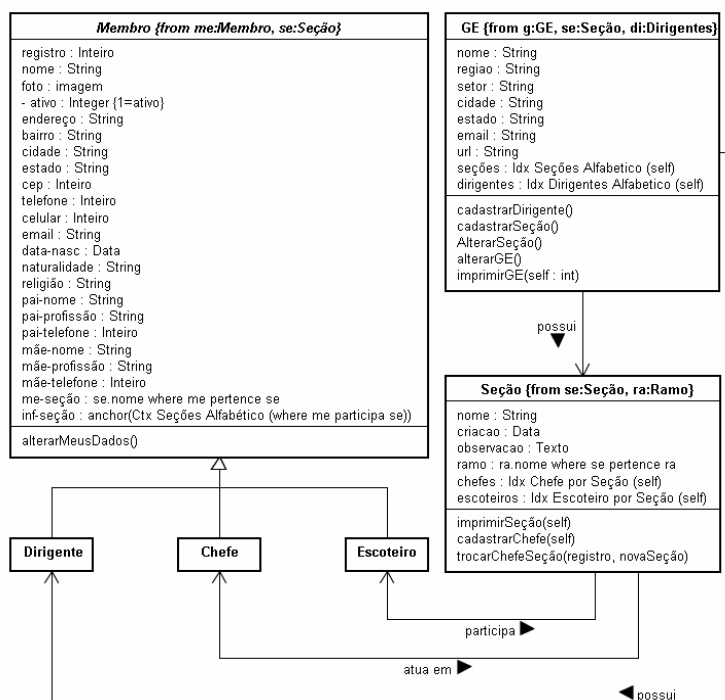 Membro {from me:Membro, se:Seção}
registro : Inteiro
nome : String
foto : imagem
- ativo : Integer {1=ativo}
endereço : String
bairro : String
cidade : String
estado : String
cep : Inteiro
telefone : Inteiro
celular : Inteiro
email : String
data-nasc : Data
naturalidade : String
religião : String
pai-nome : String
pai-profissão : String
pai-telefone : Inteiro
mãe-nome : String
mãe-profissão : String
mãe-telefone : Inteiro
me-seção : se.nome where me pertence se
inf-seção : anchor(Ctx Seções Alfabético (where me participa se))
alterarMeusDados()
GE {from g:GE, se:Seção, di:Dirigentes}
nome : String
regiao : String
setor : String
cidade : String
estado : String
email : String
url : String
seções : Idx Seções Alfabetico (self)
dirigentes : Idx Dirigentes Alfabetico (self)
cadastrarDirigente()
cadastrarSeção()
AlterarSeção()
alterarGE()
imprimirGE(self : int)
possui
Seção {from se:Seção, ra:Ramo}
nome : String
criacao : Data
observacao : Texto
ramo : ra.nome where se pertence ra
chefes : Idx Chefe por Seção (self)
escoteiros : Idx Escoteiro por Seção (self)
imprimirSeção(self)
cadastrarChefe(self)
trocarChefeSeção(registro, novaSeção)
Dirigente
Chefe
Escoteiro
participa
atua em
possui